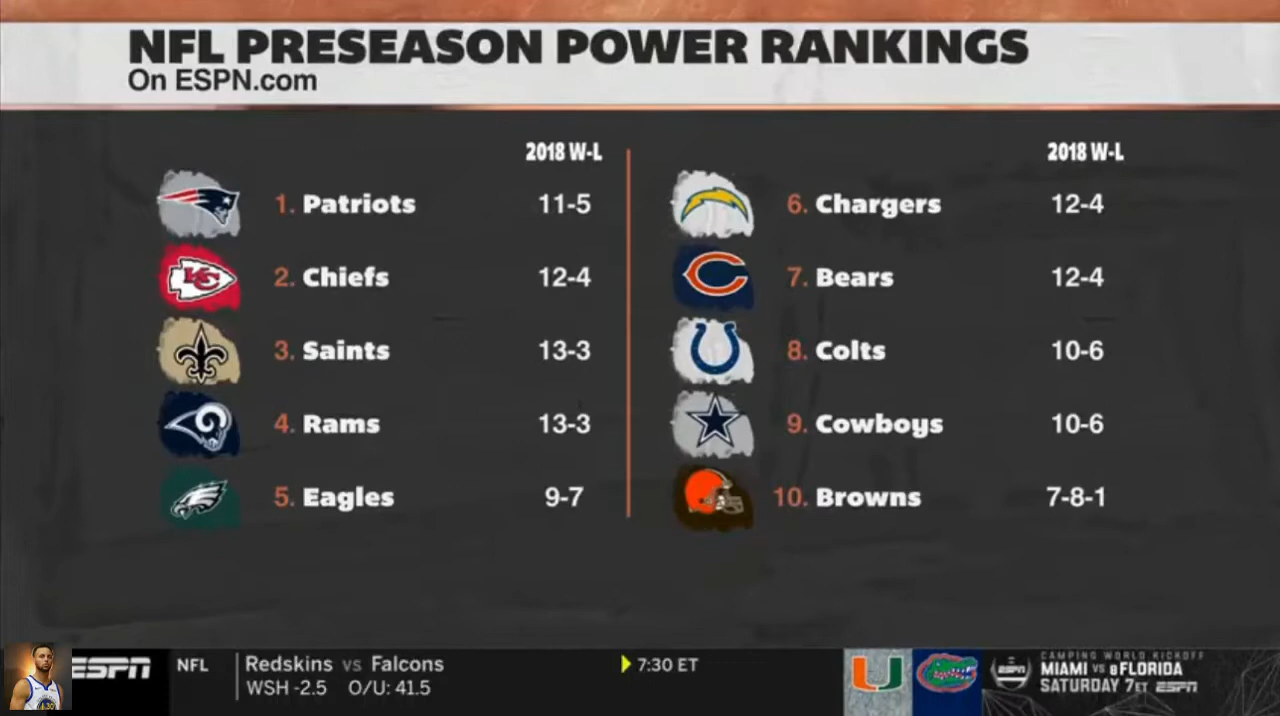 NFL PRESEASON POWER RANKINGS
On ESPN.com
2018 W-L
1. Patriots 11-5
2. Chiefs 12-4
3. Saints 13-3
4. Rams 13-3
5. Eagles 9-7
2018 W-L
6. Chargers 12-4
7. Bears 12-4
8. Colts 10-6
9. Cowboys 10-6
10. Browns 7-8-1
ESPN
NFL
Redskins vs Falcons 7:30 ET
WSH -2.5 O/U: 41.5
CAMPING WORLD KICKOFF
MIAMI VS 8 FLORIDA
SATURDAY 7 ET ESPN